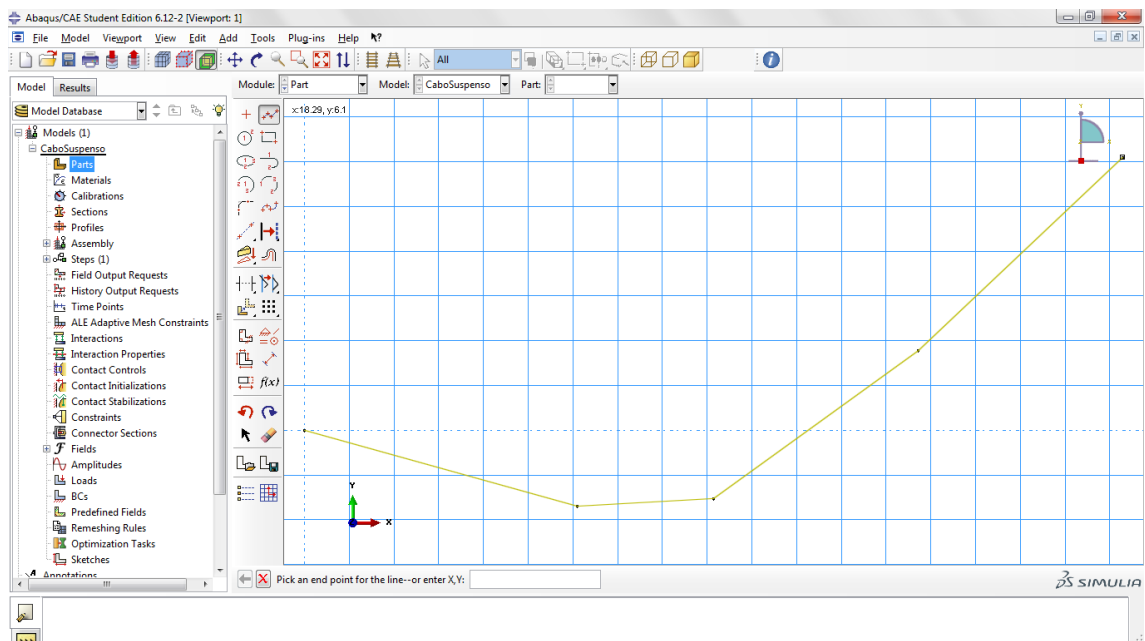 Abaqus/CAE Student Edition 6.12-2 [Viewport: 1]
File Model Viewport View Edit Add Tools Plug-ins Help
All
Model Results
Module: Part Model: CaboSuspenso Part:
Model Database
x:18.29, y:6.1
Models (1)
CaboSuspenso
Parts
Materials
Calibrations
Sections
Profiles
Assembly
Steps (1)
Field Output Requests
History Output Requests
Time Points
ALE Adaptive Mesh Constraints
Interactions
Interaction Properties
Contact Controls
Contact Initializations
Contact Stabilizations
Constraints
Connector Sections
Fields
Amplitudes
Loads
BCs
Predefined Fields
Remeshing Rules
Optimization Tasks
Sketches
Annotations
f(x)
Y
X
Pick an end point for the line--or enter X,Y:
SIMULIA